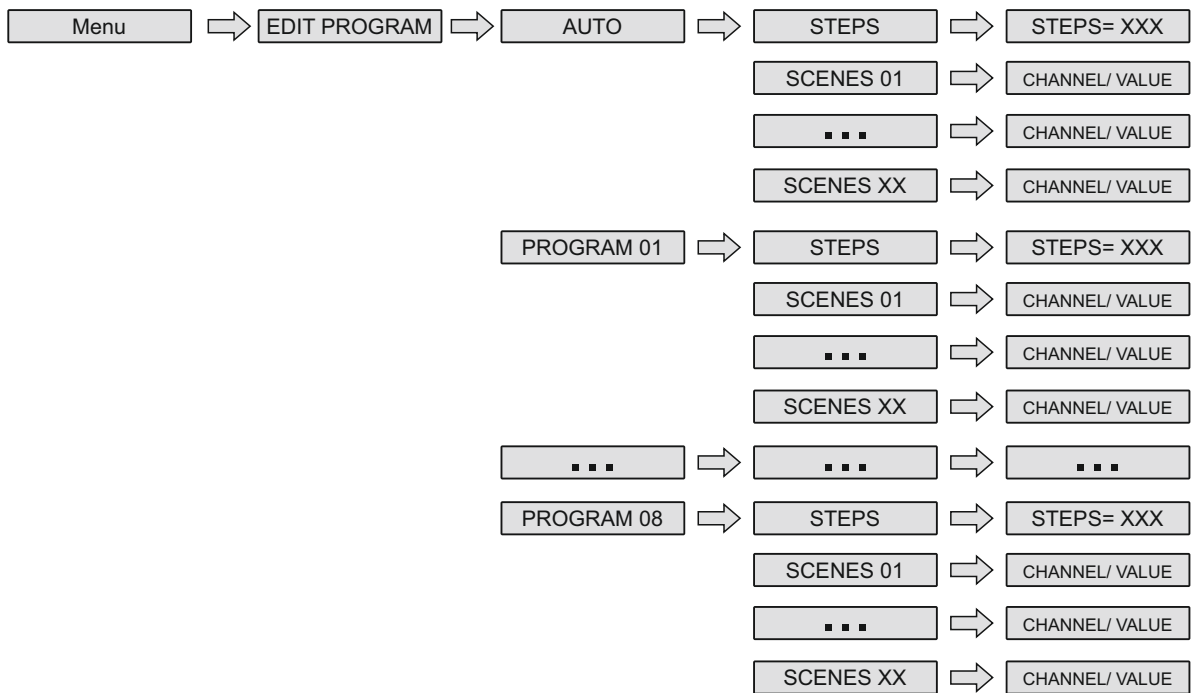 Menu EDIT PROGRAM AUTO STEPS STEPS= XXX
SCENES 01 CHANNEL/ VALUE
... CHANNEL/ VALUE
SCENES XX CHANNEL/ VALUE
PROGRAM 01 STEPS STEPS= XXX
SCENES 01 CHANNEL/ VALUE
... CHANNEL/ VALUE
SCENES XX CHANNEL/ VALUE
... ... ...
PROGRAM 08 STEPS STEPS= XXX
SCENES 01 CHANNEL/ VALUE
... CHANNEL/ VALUE
SCENES XX CHANNEL/ VALUE